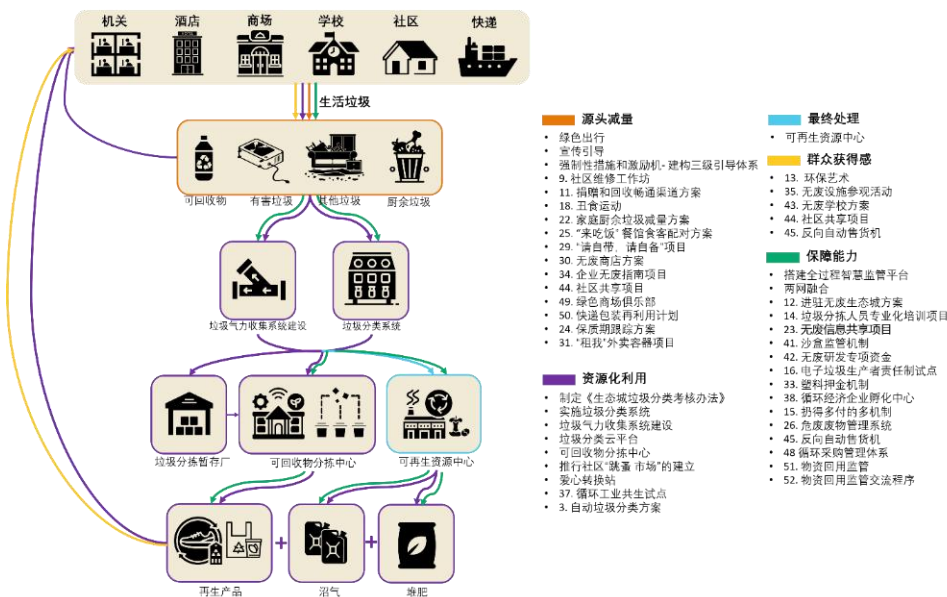 机关 酒店 商场 学校 社区 快递
生活垃圾
可回收物 有害垃圾 其他垃圾 厨余垃圾
垃圾气力收集系统建设 垃圾分类系统
垃圾分拣暂存厂 可回收物分拣中心 可再生资源中心
再生产品 + 沼气 + 堆肥
源头减量
• 绿色出行
• 宣传引导
• 强制性措施和激励机- 建构三级引导体系
• 9. 社区维修工作坊
• 11. 捐赠和回收畅通渠道方案
• 18. 丑食运动
• 22. 家庭厨余垃圾减量方案
• 25. “来吃饭” 餐馆食客配对方案
• 29. “请自带、请自备”项目
• 30. 无废商店方案
• 34. 企业无废指南项目
• 44. 社区共享项目
• 49. 绿色商场俱乐部
• 50. 快递包装再利用计划
• 24. 保质期跟踪方案
• 31. “租我”外卖容器项目
资源化利用
• 制定《生态城垃圾分类考核办法》
• 实施垃圾分类系统
• 垃圾气力收集系统建设
• 垃圾分类云平台
• 可回收物分拣中心
• 推行社区“跳蚤 市场”的建立
• 爱心转换站
• 37. 循环工业共生试点
• 3. 自动垃圾分类方案
最终处理
• 可再生资源中心
群众获得感
• 13. 环保艺术
• 35. 无废设施参观活动
• 43. 无废学校方案
• 44. 社区共享项目
• 45. 反向自动售货机
保障能力
• 搭建全过程智慧监管平台
• 两网融合
• 12. 进驻无废生态城方案
• 14. 垃圾分拣人员专业化培训项目
• 23. 无废信息共享项目
• 41. 沙盒监管机制
• 42. 无废研发专项资金
• 16. 电子垃圾生产者责任制试点
• 33. 塑料押金机制
• 38. 循环经济企业孵化中心
• 15. 扔得多付的多机制
• 26. 危废废物管理系统
• 45. 反向自动售货机
• 48 循环采购管理体系
• 51. 物资回用监管
• 52. 物资回用监管交流程序